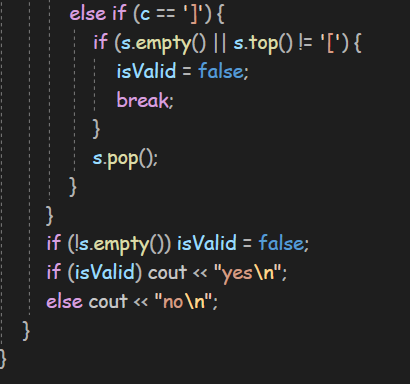 else if (c == ']') {
if (s.empty() || s.top() != '[') {
isValid = false;
break;
}
s.pop();
}
}
if (!s.empty()) isValid = false;
if (isValid) cout << "yes\n";
else cout << "no\n";
}
}